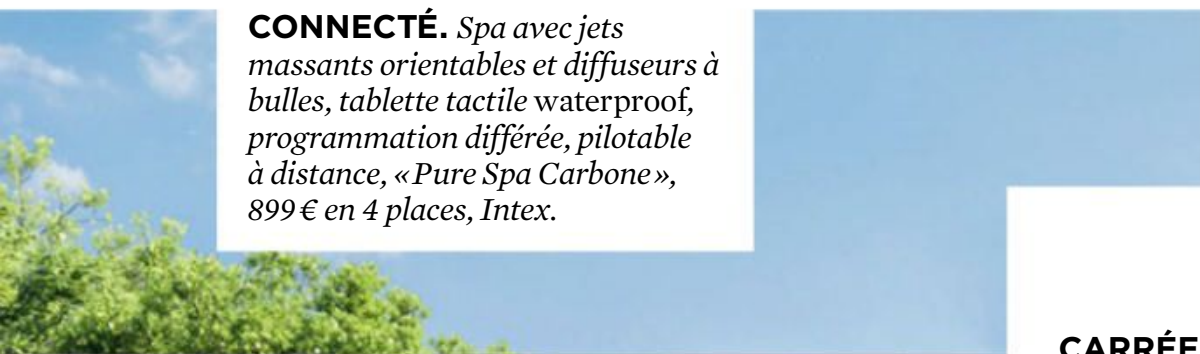 CONNECTÉ. Spa avec jets
massants orientables et diffuseurs à
bulles, tablette tactile waterproof,
programmation différée, pilotable
à distance, «Pure Spa Carbone»,
899 € en 4 places, Intex.
CARRÉE